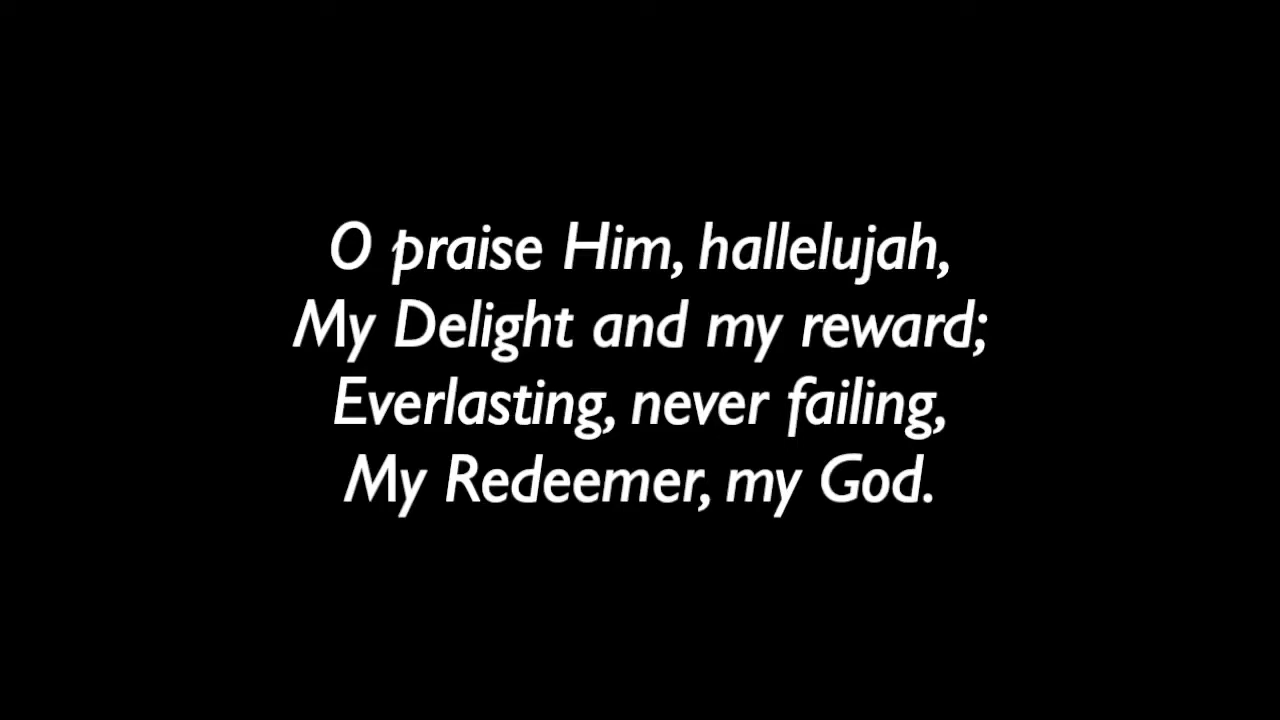 O praise Him, hallelujah,
My Delight and my reward;
Everlasting, never failing,
My Redeemer, my God.